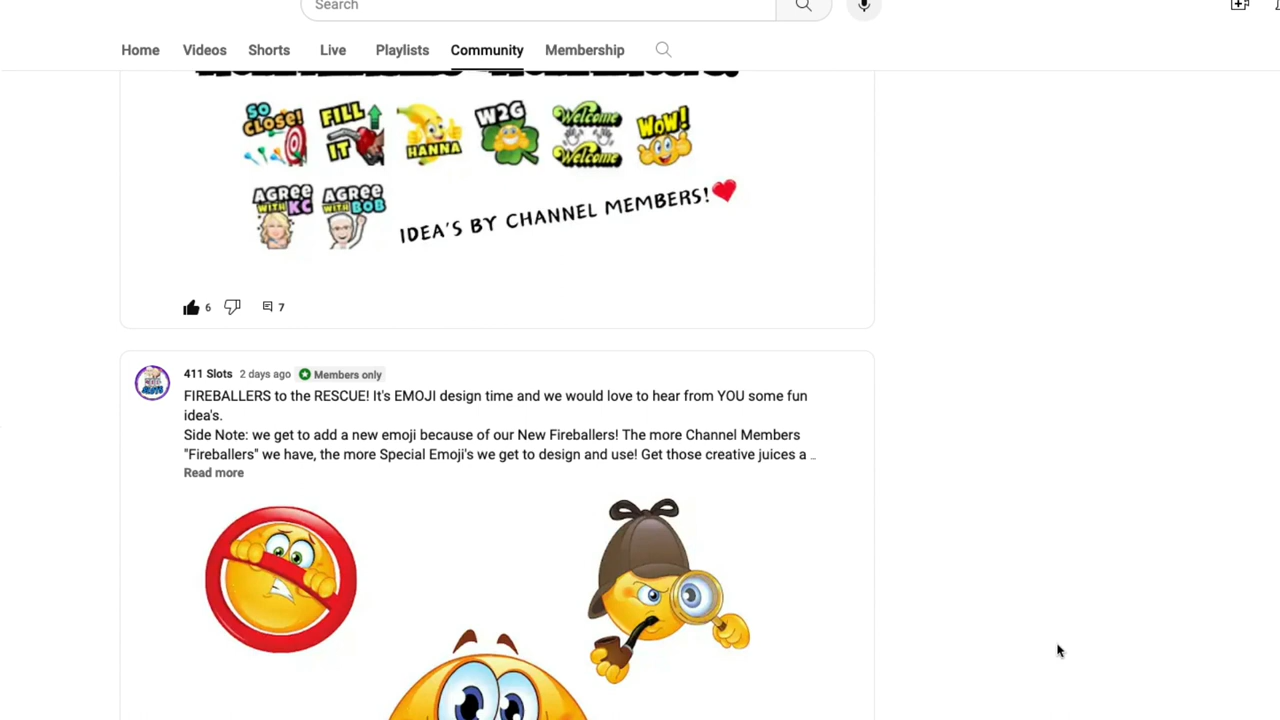 Search
Home Videos Shorts Live Playlists Community Membership
SO CLOSE!
FILL IT
HANNA
W2G
Welcome
Welcome
WOW!
AGREE WITH KC
AGREE WITH BOB
IDEA'S BY CHANNEL MEMBERS!
6 7
411 Slots 2 days ago Members only
FIREBALLERS to the RESCUE! It's EMOJI design time and we would love to hear from YOU some fun
idea's.
Side Note: we get to add a new emoji because of our New Fireballers! The more Channel Members
"Fireballers" we have, the more Special Emoji's we get to design and use! Get those creative juices a ...
Read more